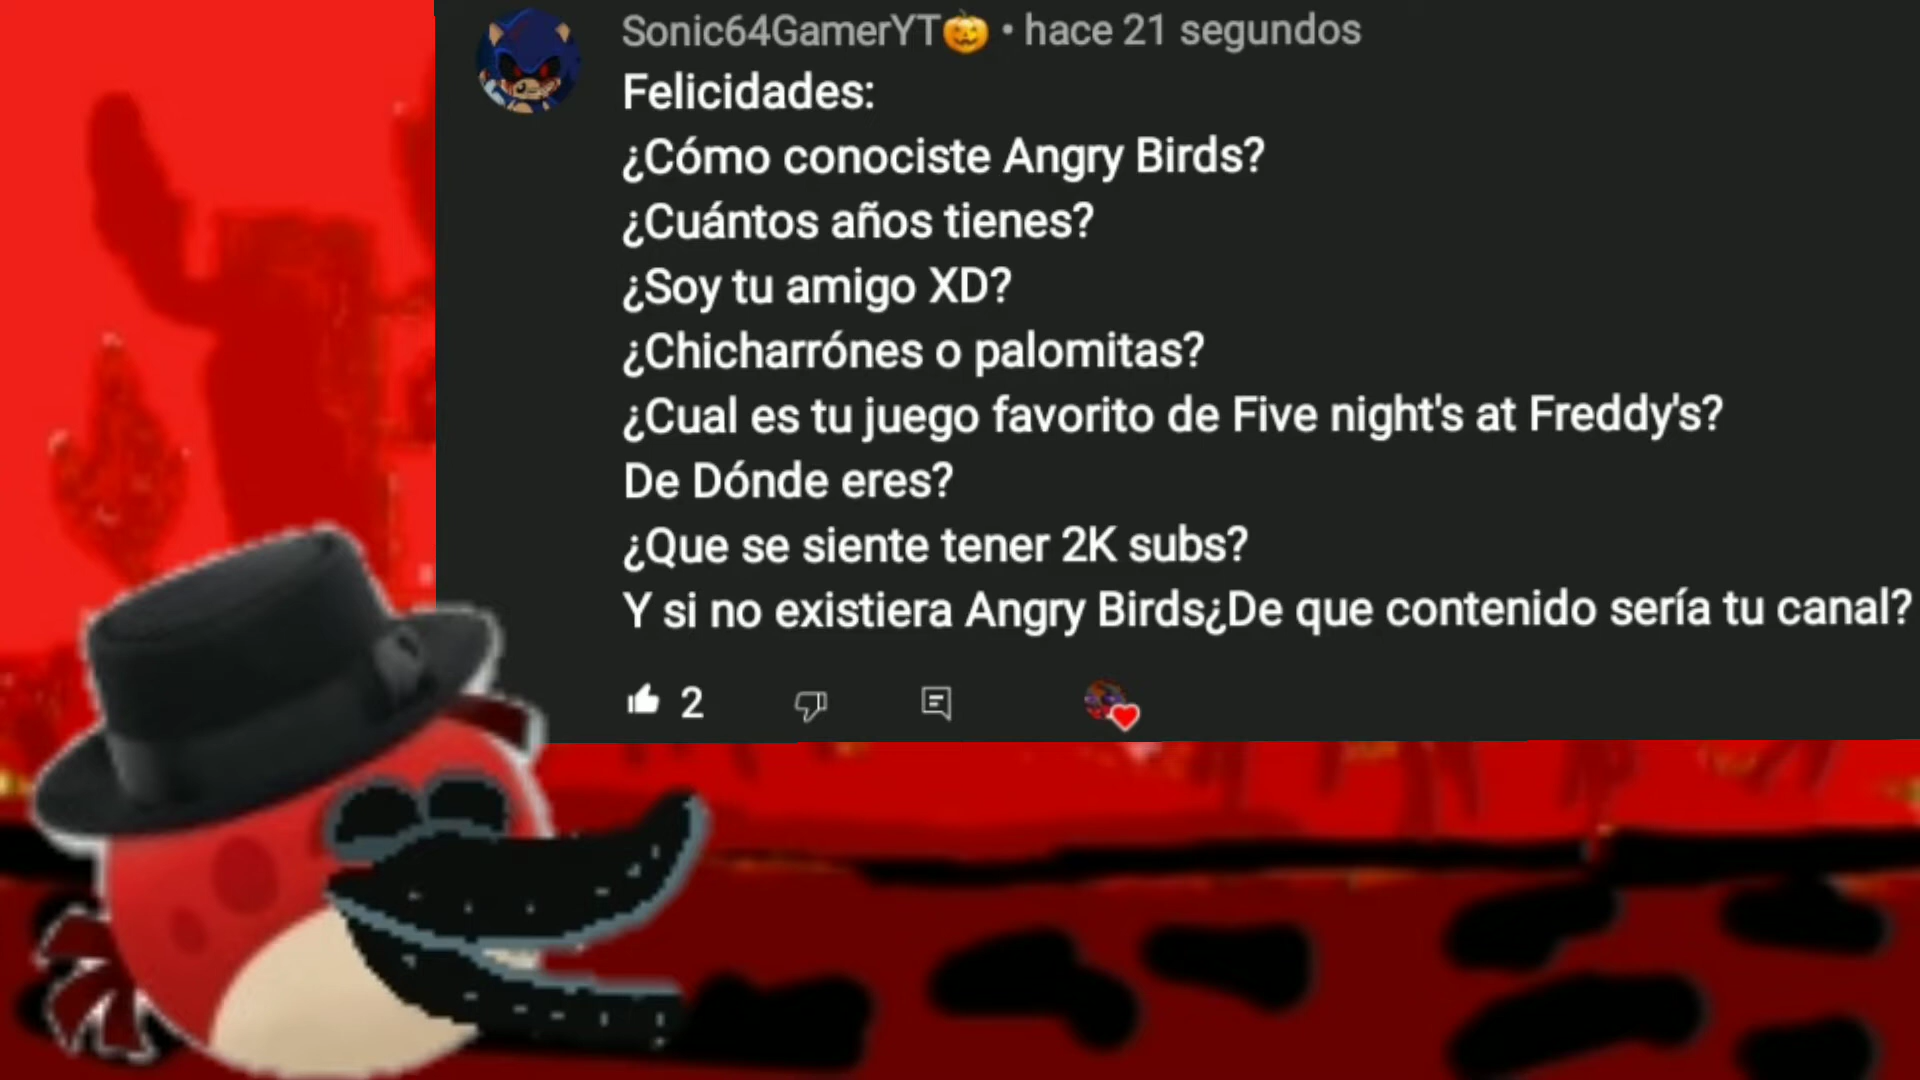 Sonic64GamerYT🎃 • hace 21 segundos
Felicidades:
¿Cómo conociste Angry Birds?
¿Cuántos años tienes?
¿Soy tu amigo XD?
¿Chicharrónes o palomitas?
¿Cual es tu juego favorito de Five night's at Freddy's?
De Dónde eres?
¿Que se siente tener 2K subs?
Y si no existiera Angry Birds¿De que contenido sería tu canal?
2